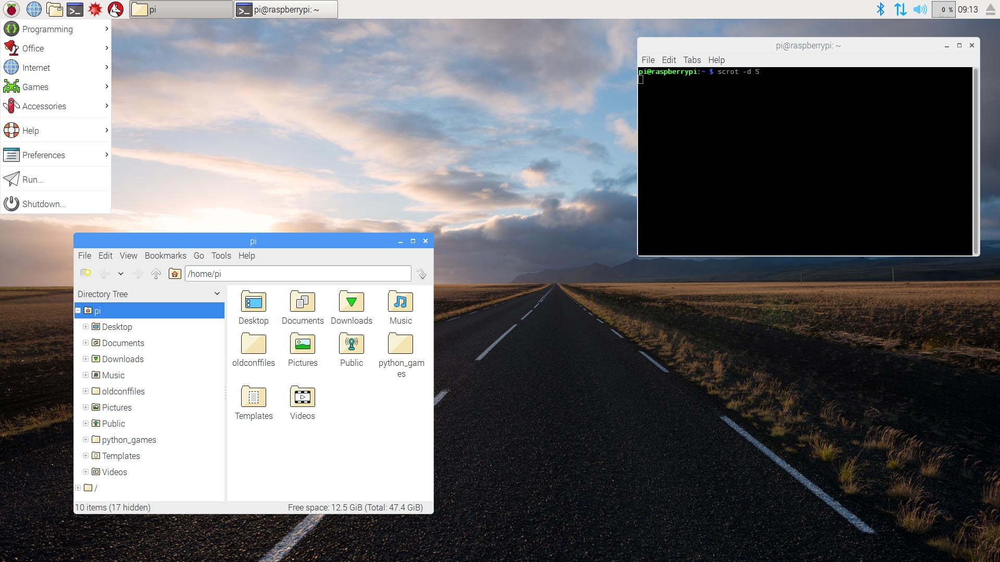 pi
pi@raspberrypi: ~
0 %
09:13
Programming
Office
Internet
Games
Accessories
Help
Preferences
Run...
Shutdown...
pi@raspberrypi: ~
File Edit Tabs Help
pi@raspberrypi:~ $ scrot -d 5
pi
File Edit View Bookmarks Go Tools Help
/home/pi
Directory Tree
pi
Desktop
Documents
Downloads
Music
oldconffiles
Pictures
Public
python_games
Templates
Videos
/
Desktop Documents Downloads Music
oldconffiles Pictures Public python_gam
es
Templates Videos
10 items (17 hidden) Free space: 12.5 GiB (Total: 47.4 GiB)